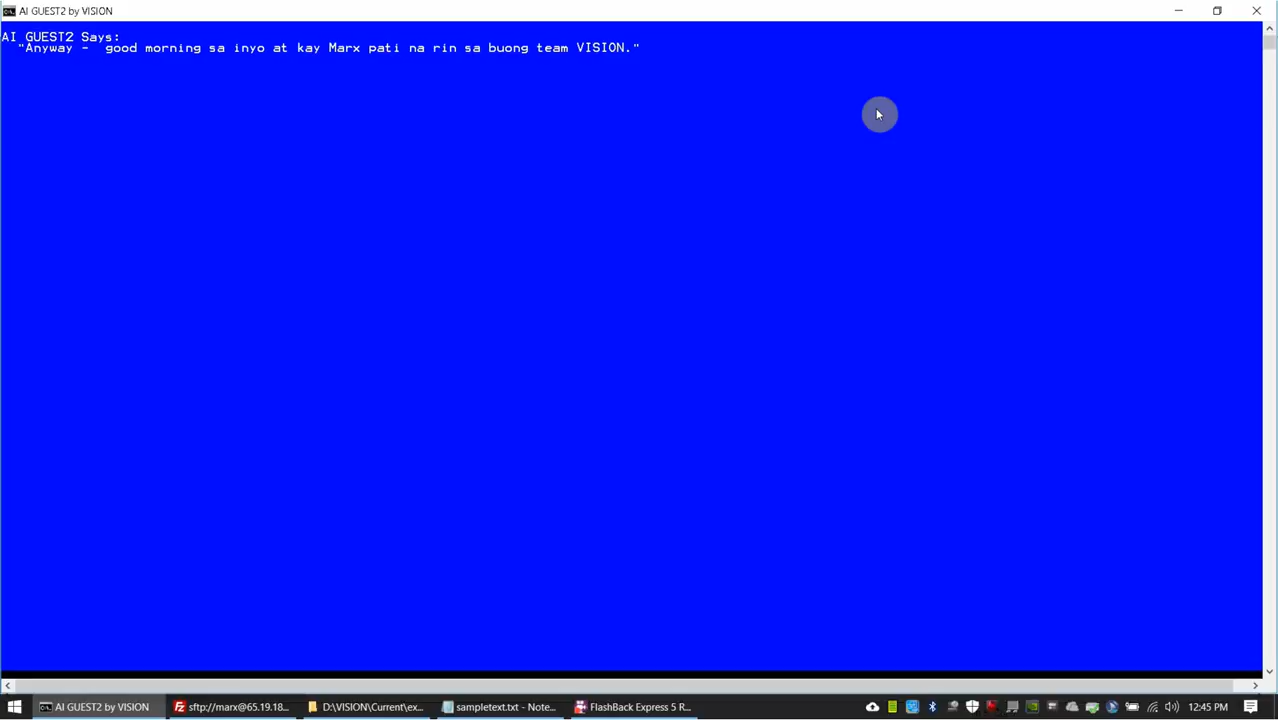 AI GUEST2 by VISION
AI GUEST2 Says:
"Anyway -  good morning sa inyo at kay Marx pati na rin sa buong team VISION."
AI GUEST2 by VISION
sftp://marx@65.19.18...
D:\VISION\Current\ex...
sampletext.txt - Note...
FlashBack Express 5 R...
12:45 PM